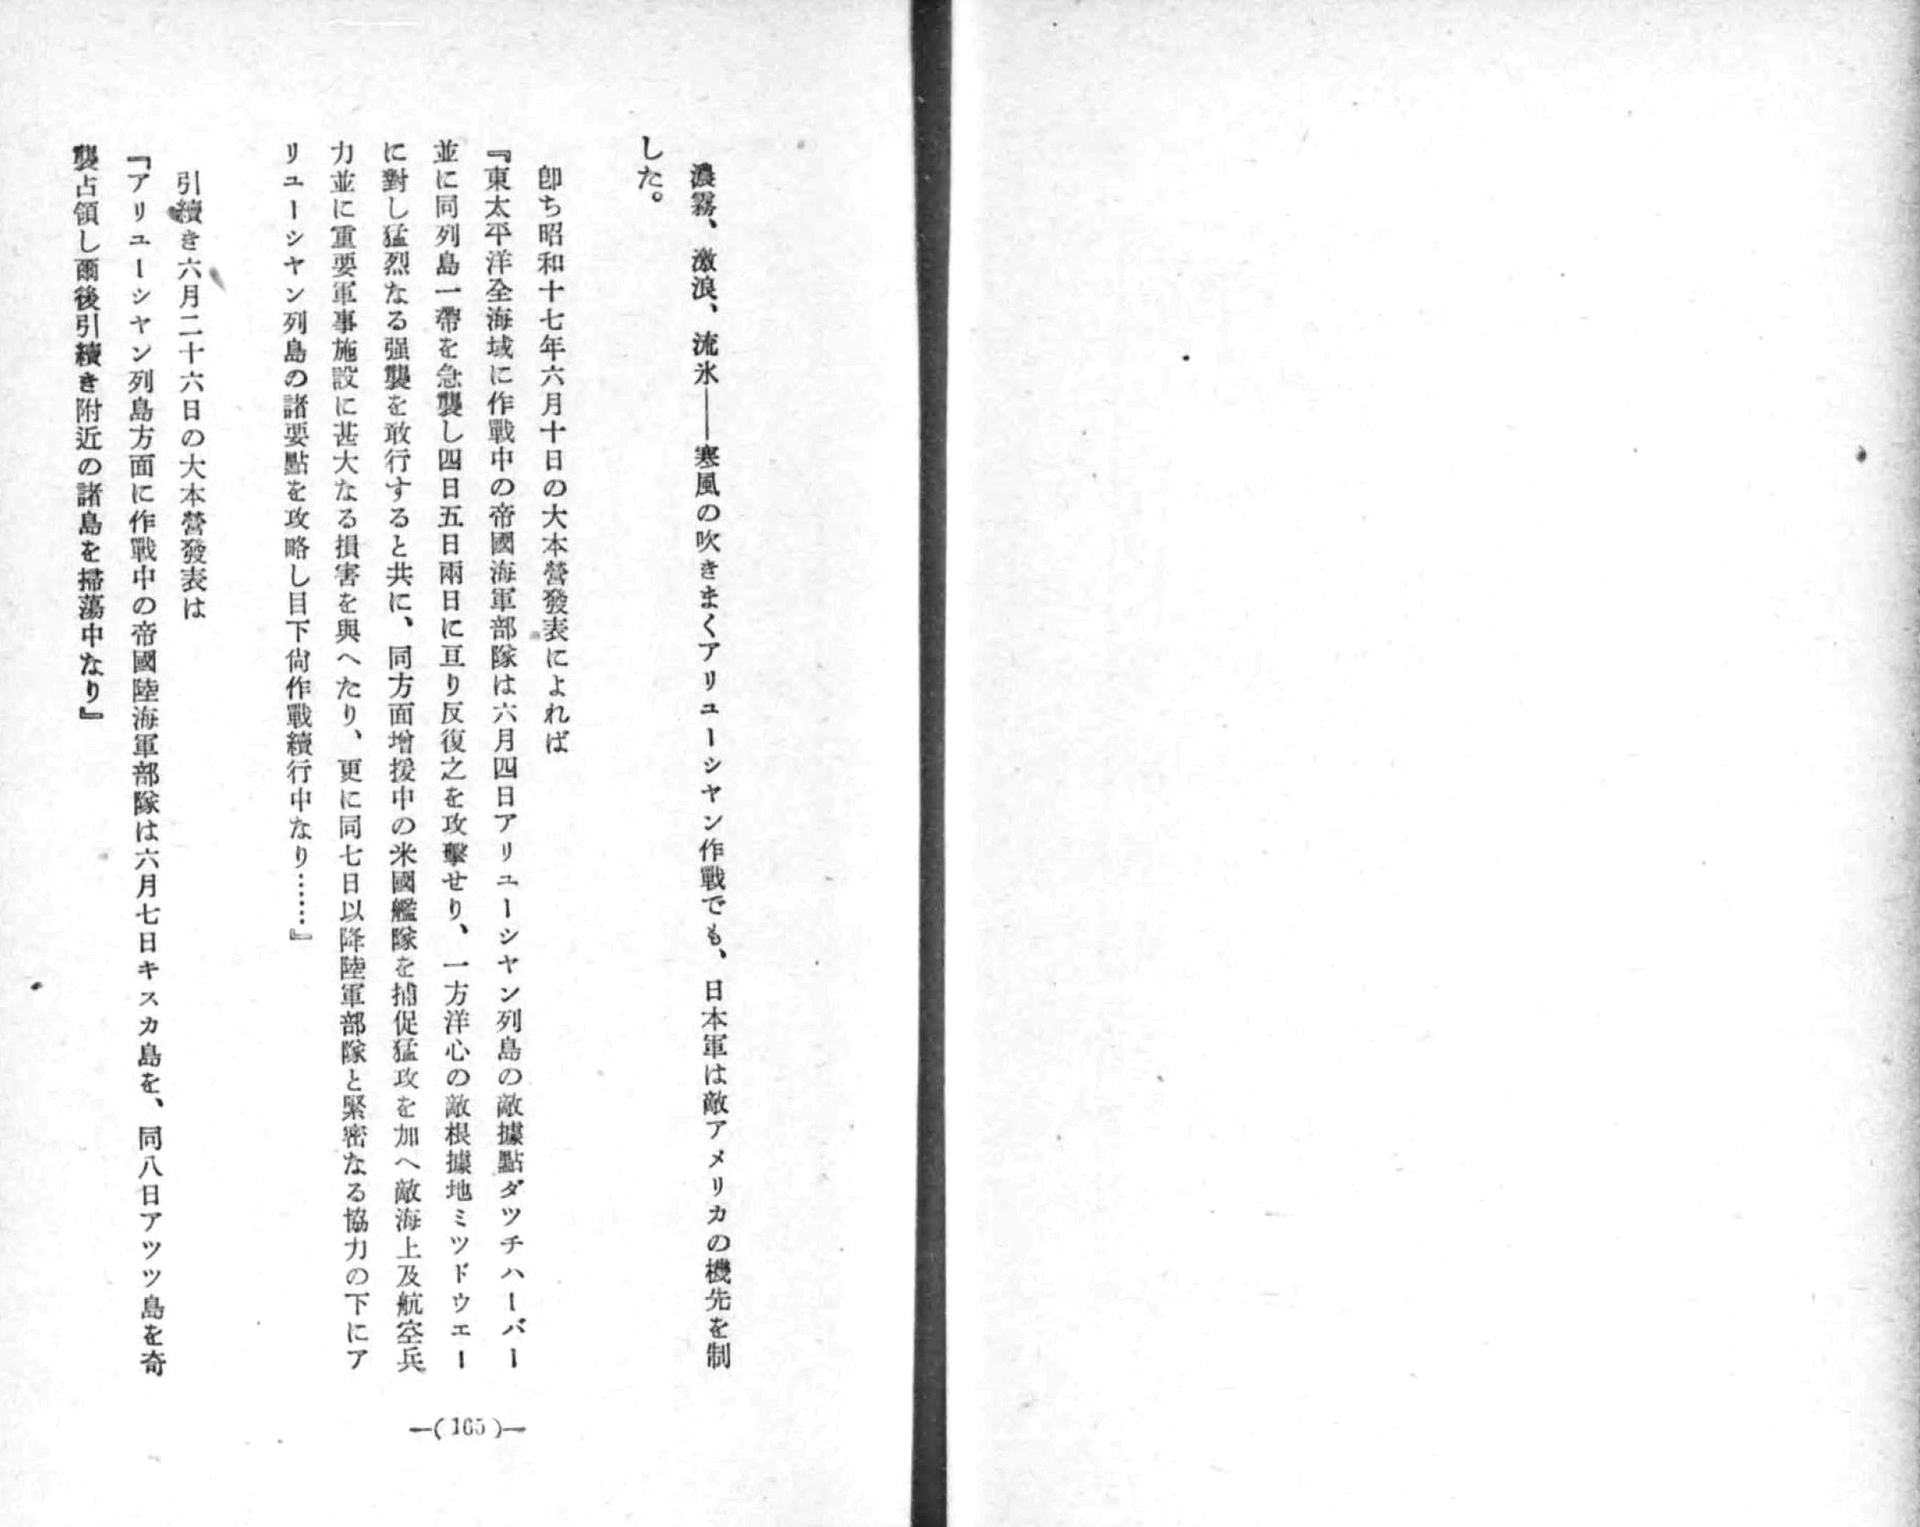 濃霧、激浪、流氷——寒風の吹きまくアリユーシヤン作戰でも、日本軍は敵アメリカの機先を制
した。
卽ち昭和十七年六月十日の大本營發表によれば
『東太平洋全海域に作戰中の帝國海軍部隊は六月四日アリユーシヤン列島の敵據點ダツチハーバー
並に同列島一帶を急襲し四日五日兩日に亘り反復之を攻擊せり、一方洋心の敵根據地ミツドウエー
に對し猛烈なる强襲を敢行すると共に、同方面增援中の米國艦隊を捕促猛攻を加へ敵海上及航空兵
力並に重要軍事施設に甚大なる損害を與へたり、更に同七日以降陸軍部隊と緊密なる協力の下にア
リユーシヤン列島の諸要點を攻略し目下尙作戰續行中なり……』
引續き六月二十六日の大本營發表は
『アリユーシヤン列島方面に作戰中の帝國陸海軍部隊は六月七日キスカ島を、同八日アツツ島を奇
襲占領し爾後引續き附近の諸島を掃蕩中なり』
—(165)—